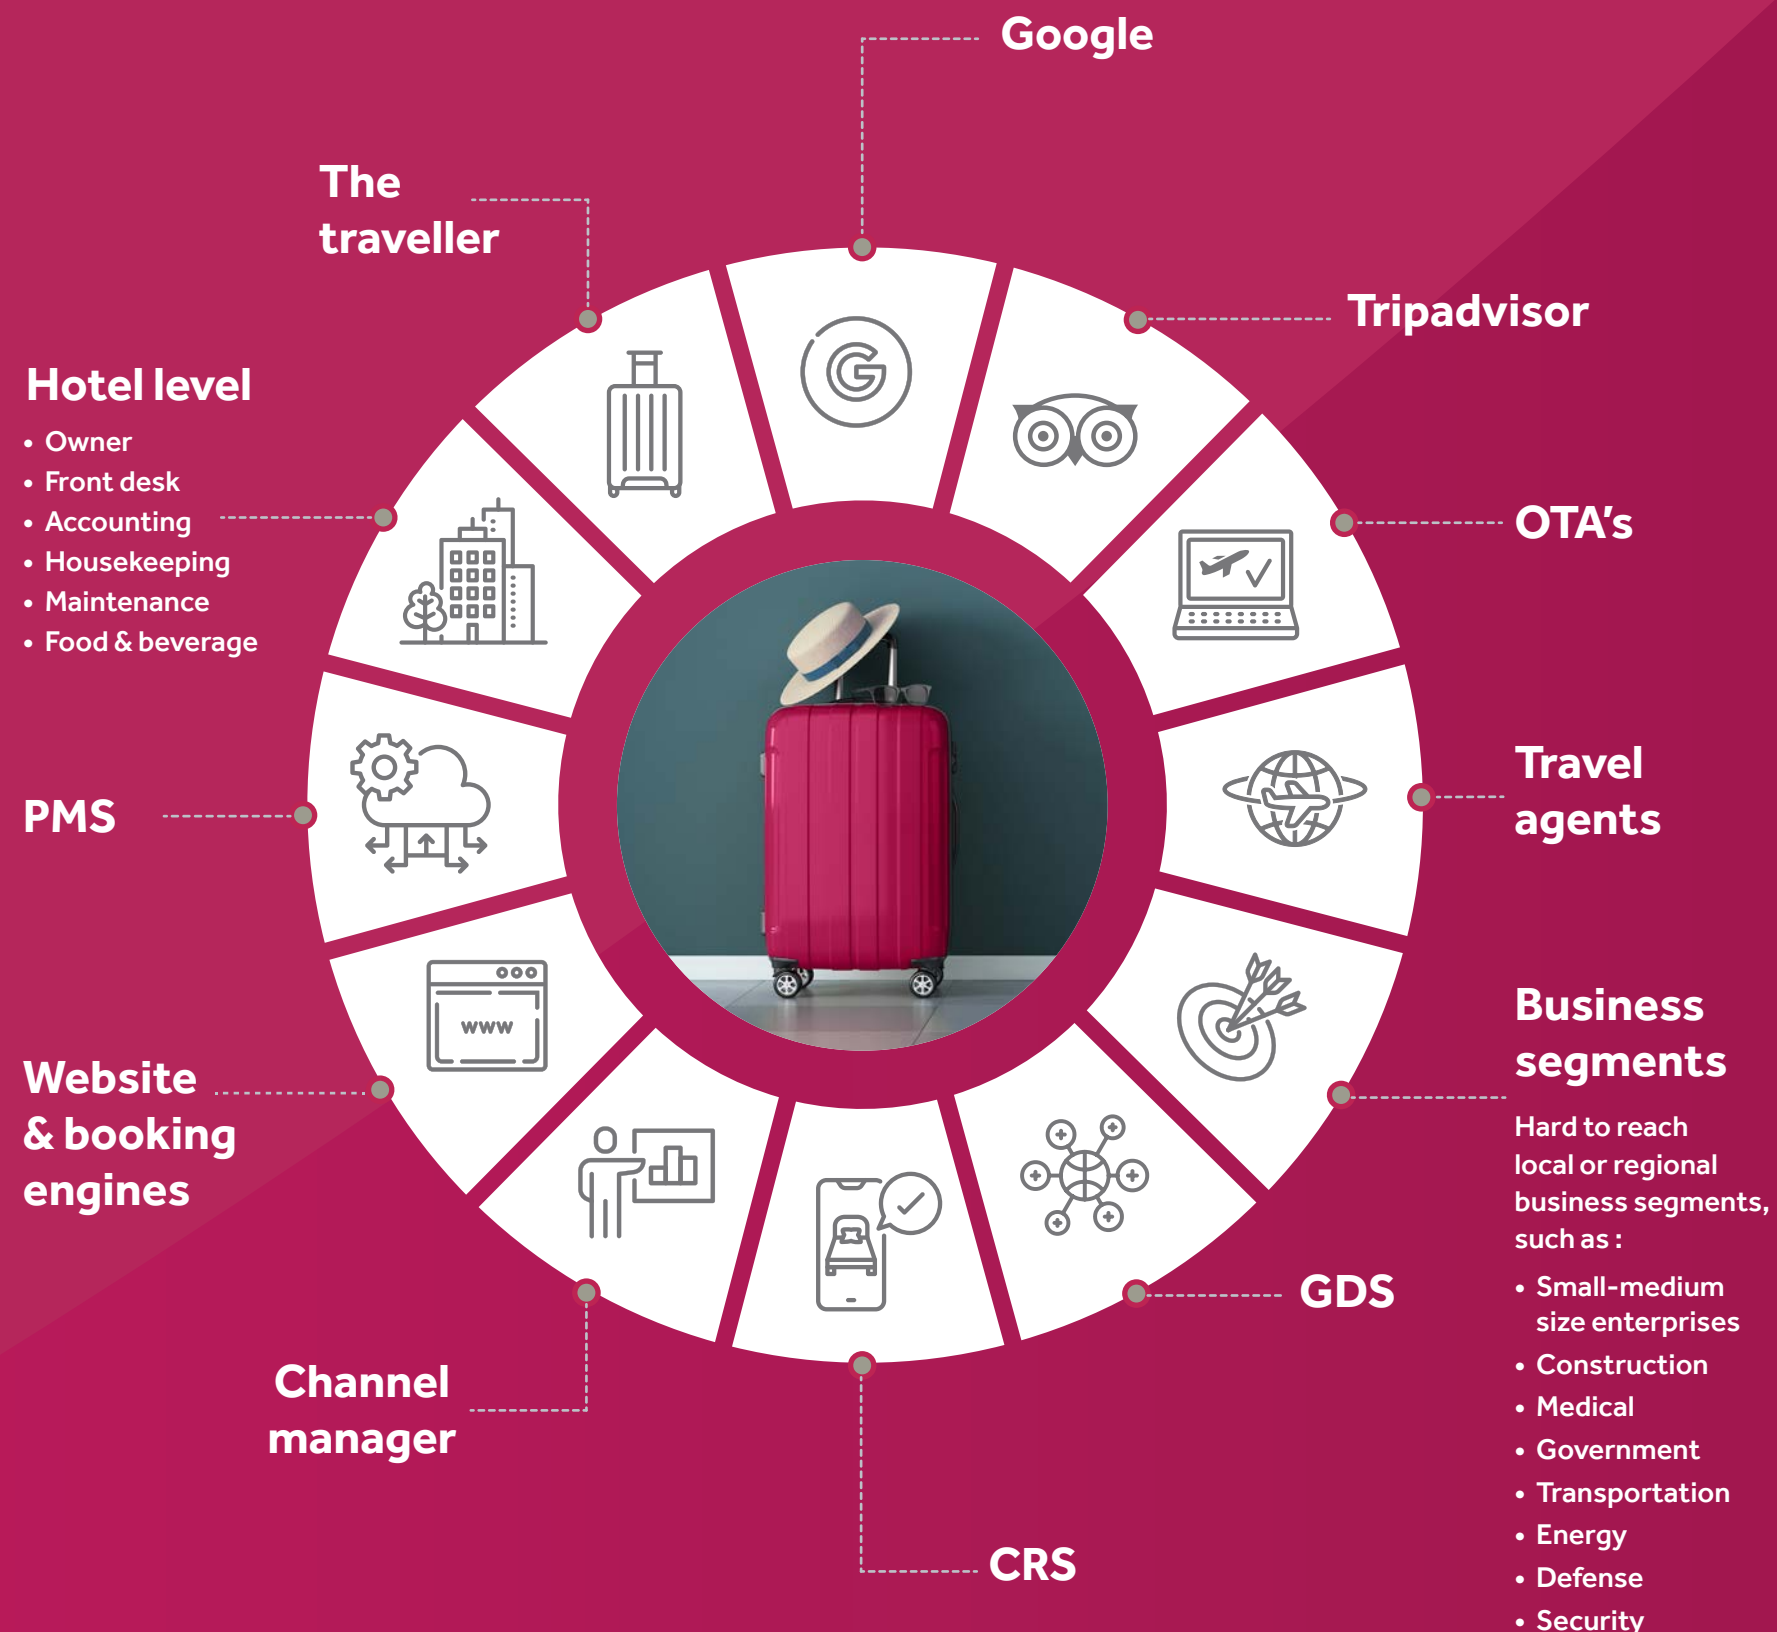 Google
The
traveller
Tripadvisor
Hotel level
• Owner
• Front desk
• Accounting
• Housekeeping
• Maintenance
• Food & beverage
OTA's
Travel
agents
PMS
Business
segments
Hard to reach
local or regional
business segments,
such as :
• Small-medium
size enterprises
• Construction
• Medical
• Government
• Transportation
• Energy
• Defense
• Security
Website
& booking
engines
www
GDS
Channel
manager
CRS
G